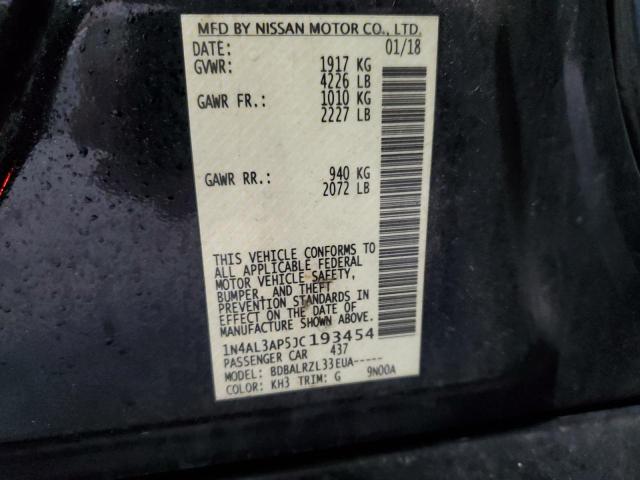 MFD BY NISSAN MOTOR CO., LTD.
DATE: 01/18
GVWR: 1917 KG
4226 LB
GAWR FR.: 1010 KG
2227 LB
GAWR RR.: 940 KG
2072 LB
THIS VEHICLE CONFORMS TO
ALL APPLICABLE FEDERAL
MOTOR VEHICLE SAFETY,
BUMPER, AND THEFT
PREVENTION STANDARDS IN
EFFECT ON THE DATE OF
MANUFACTURE SHOWN ABOVE.
1N4AL3AP5JC193454
PASSENGER CAR 437
MODEL: BDBALRZL33EUA-----
COLOR: KH3 TRIM: G 9N00A